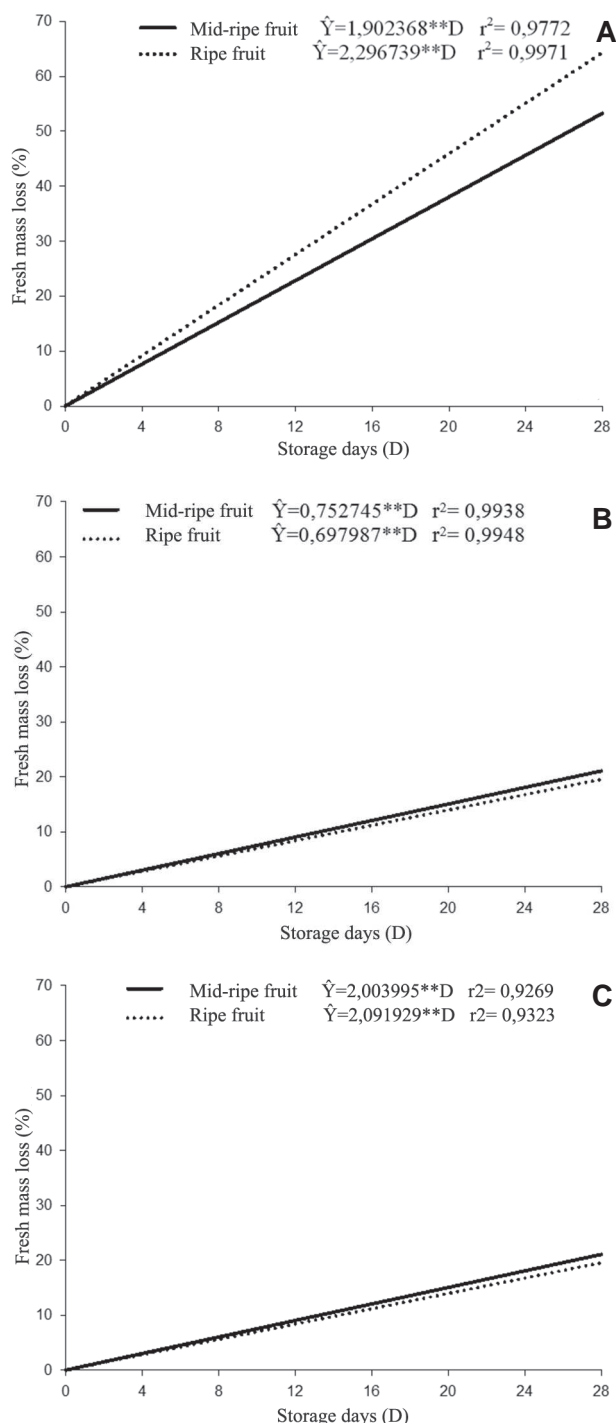 Mid-ripe fruit Ŷ=1,902368**D r²= 0,9772
Ripe fruit Ŷ=2,296739**D r²= 0,9971
A
70
60
50
40
30
20
10
0
Fresh mass loss (%)
0 4 8 12 16 20 24 28
Storage days (D)
Mid-ripe fruit Ŷ=0,752745**D r²= 0,9938
Ripe fruit Ŷ=0,697987**D r²= 0,9948
B
70
60
50
40
30
20
10
0
Fresh mass loss (%)
0 4 8 12 16 20 24 28
Storage days (D)
Mid-ripe fruit Ŷ=2,003995**D r2= 0,9269
Ripe fruit Ŷ=2,091929**D r2= 0,9323
C
70
60
50
40
30
20
10
0
Fresh mass loss (%)
0 4 8 12 16 20 24 28
Storage days (D)